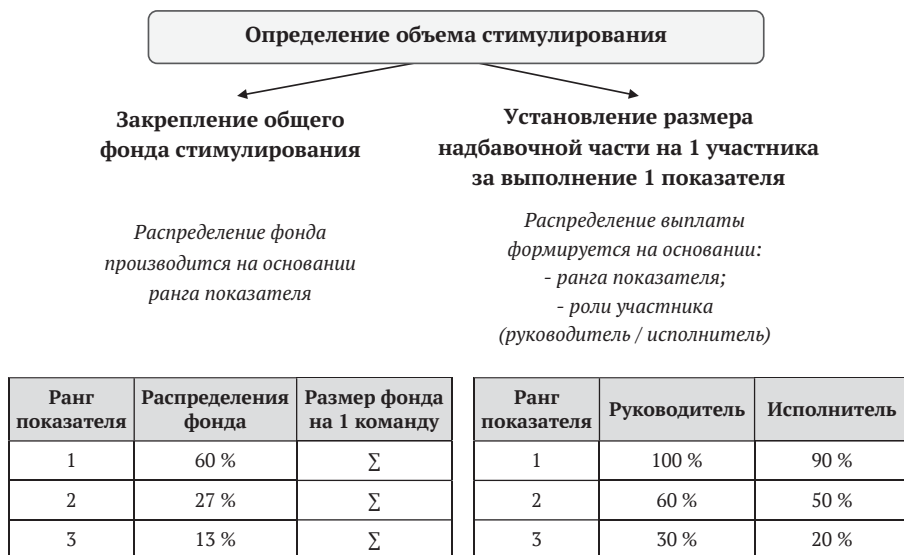 Определение объема стимулирования
Закрепление общего
фонда стимулирования
Распределение фонда
производится на основании
ранга показателя
Установление размера
надбавочной части на 1 участника
за выполнение 1 показателя
Распределение выплаты
формируется на основании:
- ранга показателя;
- роли участника
(руководитель / исполнитель)
Ранг показателя Распределения фонда Размер фонда на 1 команду
1 60 % ∑
2 27 % ∑
3 13 % ∑
Ранг показателя Руководитель Исполнитель
1 100 % 90 %
2 60 % 50 %
3 30 % 20 %